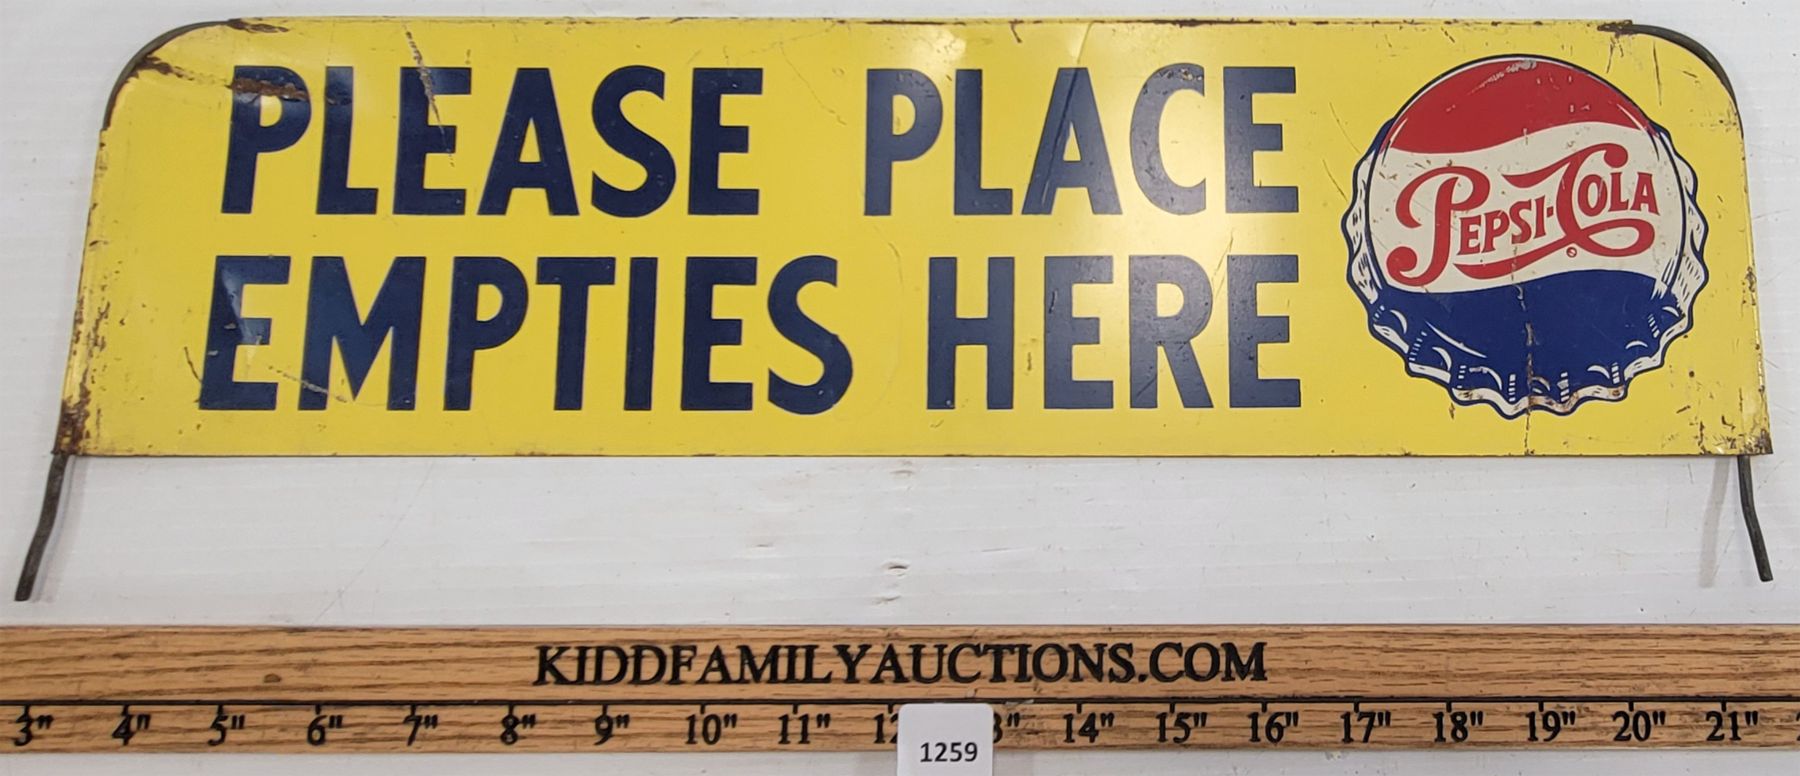 PLEASE PLACE
EMPTIES HERE
PEPSI-COLA
KIDDFAMILYAUCTIONS.COM
3" 4" 5" 6" 7" 8" 9" 10" 11" 14" 15" 16" 17" 18" 19" 20" 21"
1259